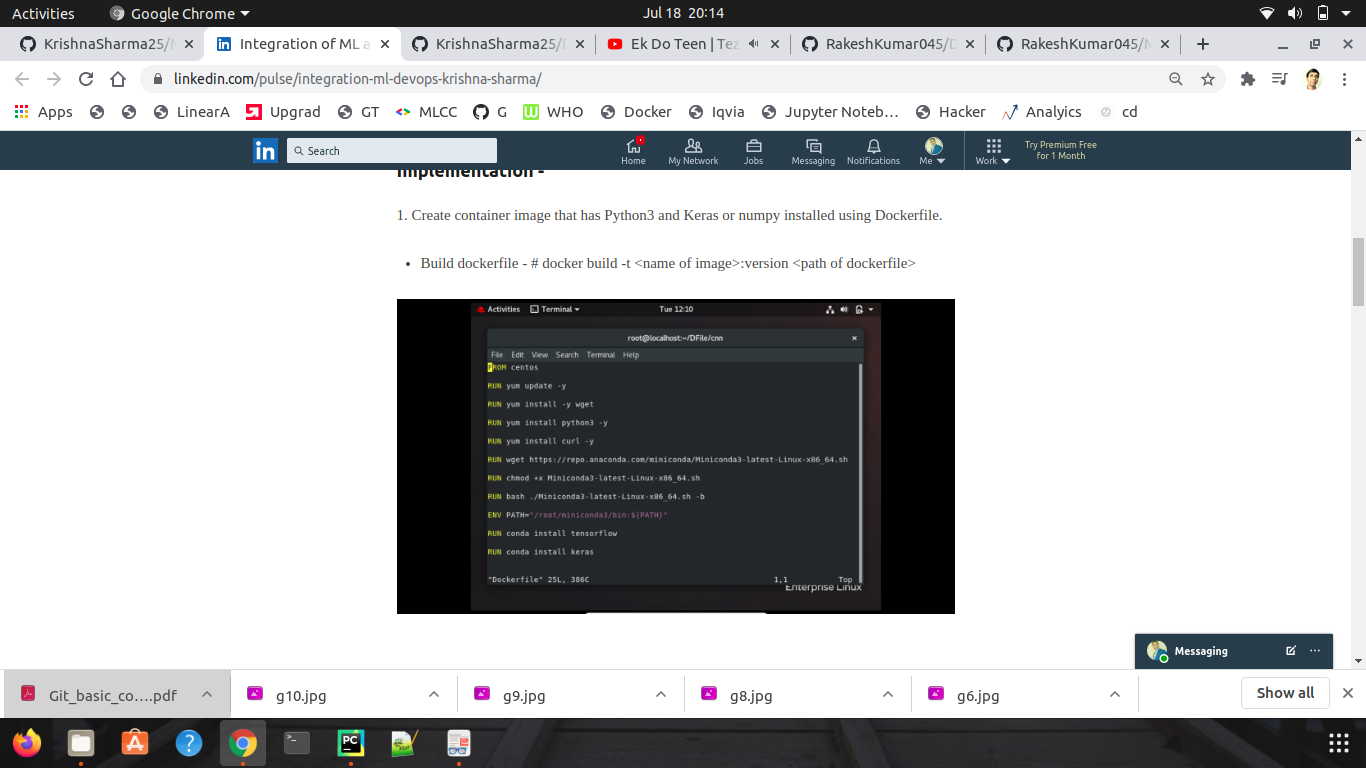 Activities
Google Chrome
Jul 18 20:14
KrishnaSharma25/
Integration of ML a
KrishnaSharma25/
Ek Do Teen | Tez
RakeshKumar045/D
RakeshKumar045/
linkedin.com/pulse/integration-ml-devops-krishna-sharma/
Apps
LinearA
Upgrad
GT
MLCC
G
WHO
Docker
Iqvia
Jupyter Noteb…
Hacker
Anaylics
cd
in
Search
Home
My Network
Jobs
Messaging
Notifications
Me
Work
Try Premium Free
for 1 Month
Implementation -
1. Create container image that has Python3 and Keras or numpy installed using Dockerfile.
• Build dockerfile - # docker build -t <name of image>:version <path of dockerfile>
Activities
Terminal
Tue 12:10
root@localhost:~/DFile/cnn
File Edit View Search Terminal Help
FROM centos
RUN yum update -y
RUN yum install -y wget
RUN yum install python3 -y
RUN yum install curl -y
RUN wget https://repo.anaconda.com/miniconda/Miniconda3-latest-Linux-x86_64.sh
RUN chmod +x Miniconda3-latest-Linux-x86_64.sh
RUN bash ./Miniconda3-latest-Linux-x86_64.sh -b
ENV PATH="/root/miniconda3/bin:${PATH}"
RUN conda install tensorflow
RUN conda install keras
"Dockerfile" 25L, 386C 1,1 Top
Enterprise Linux
Messaging
Git_basic_co….pdf
g10.jpg
g9.jpg
g8.jpg
g6.jpg
Show all
PC